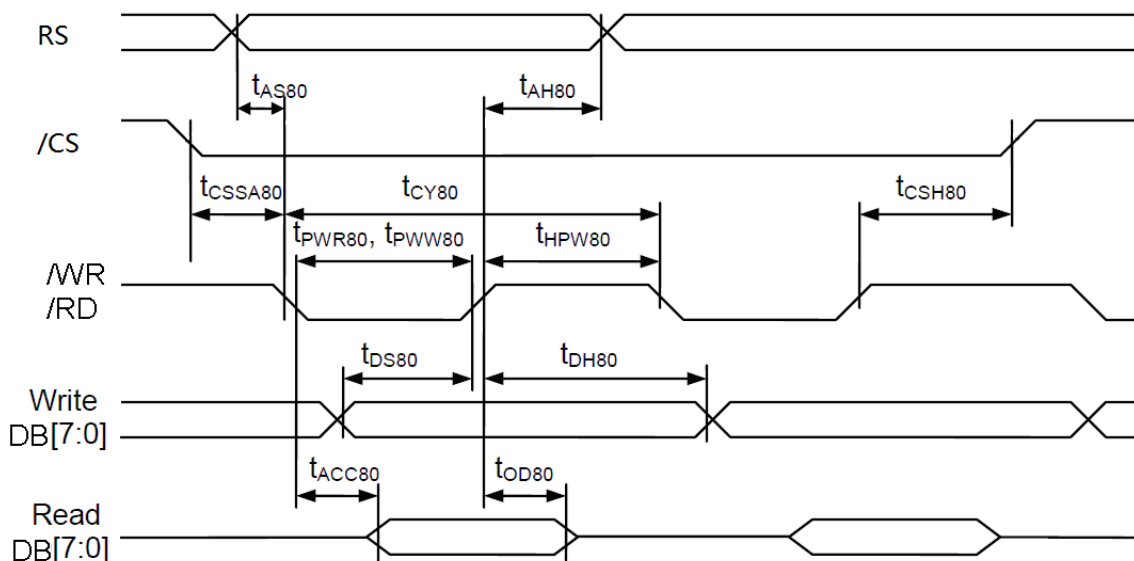 RS
tAS80
tAH80
/CS
tCSSA80
tCY80
tCSH80
tPWR80, tPWW80
tHPW80
/WR
/RD
tDS80
tDH80
Write
DB[7:0]
tACC80
tOD80
Read
DB[7:0]